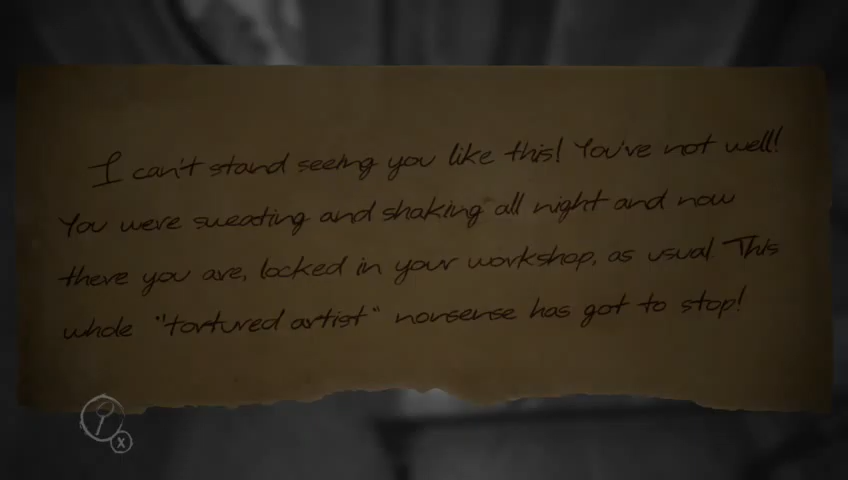 I can't stand seeing you like this! You've not well!
You were sweating and shaking all night and now
there you are, locked in your workshop, as usual. This
whole "tortured artist" nonsense has got to stop!
X